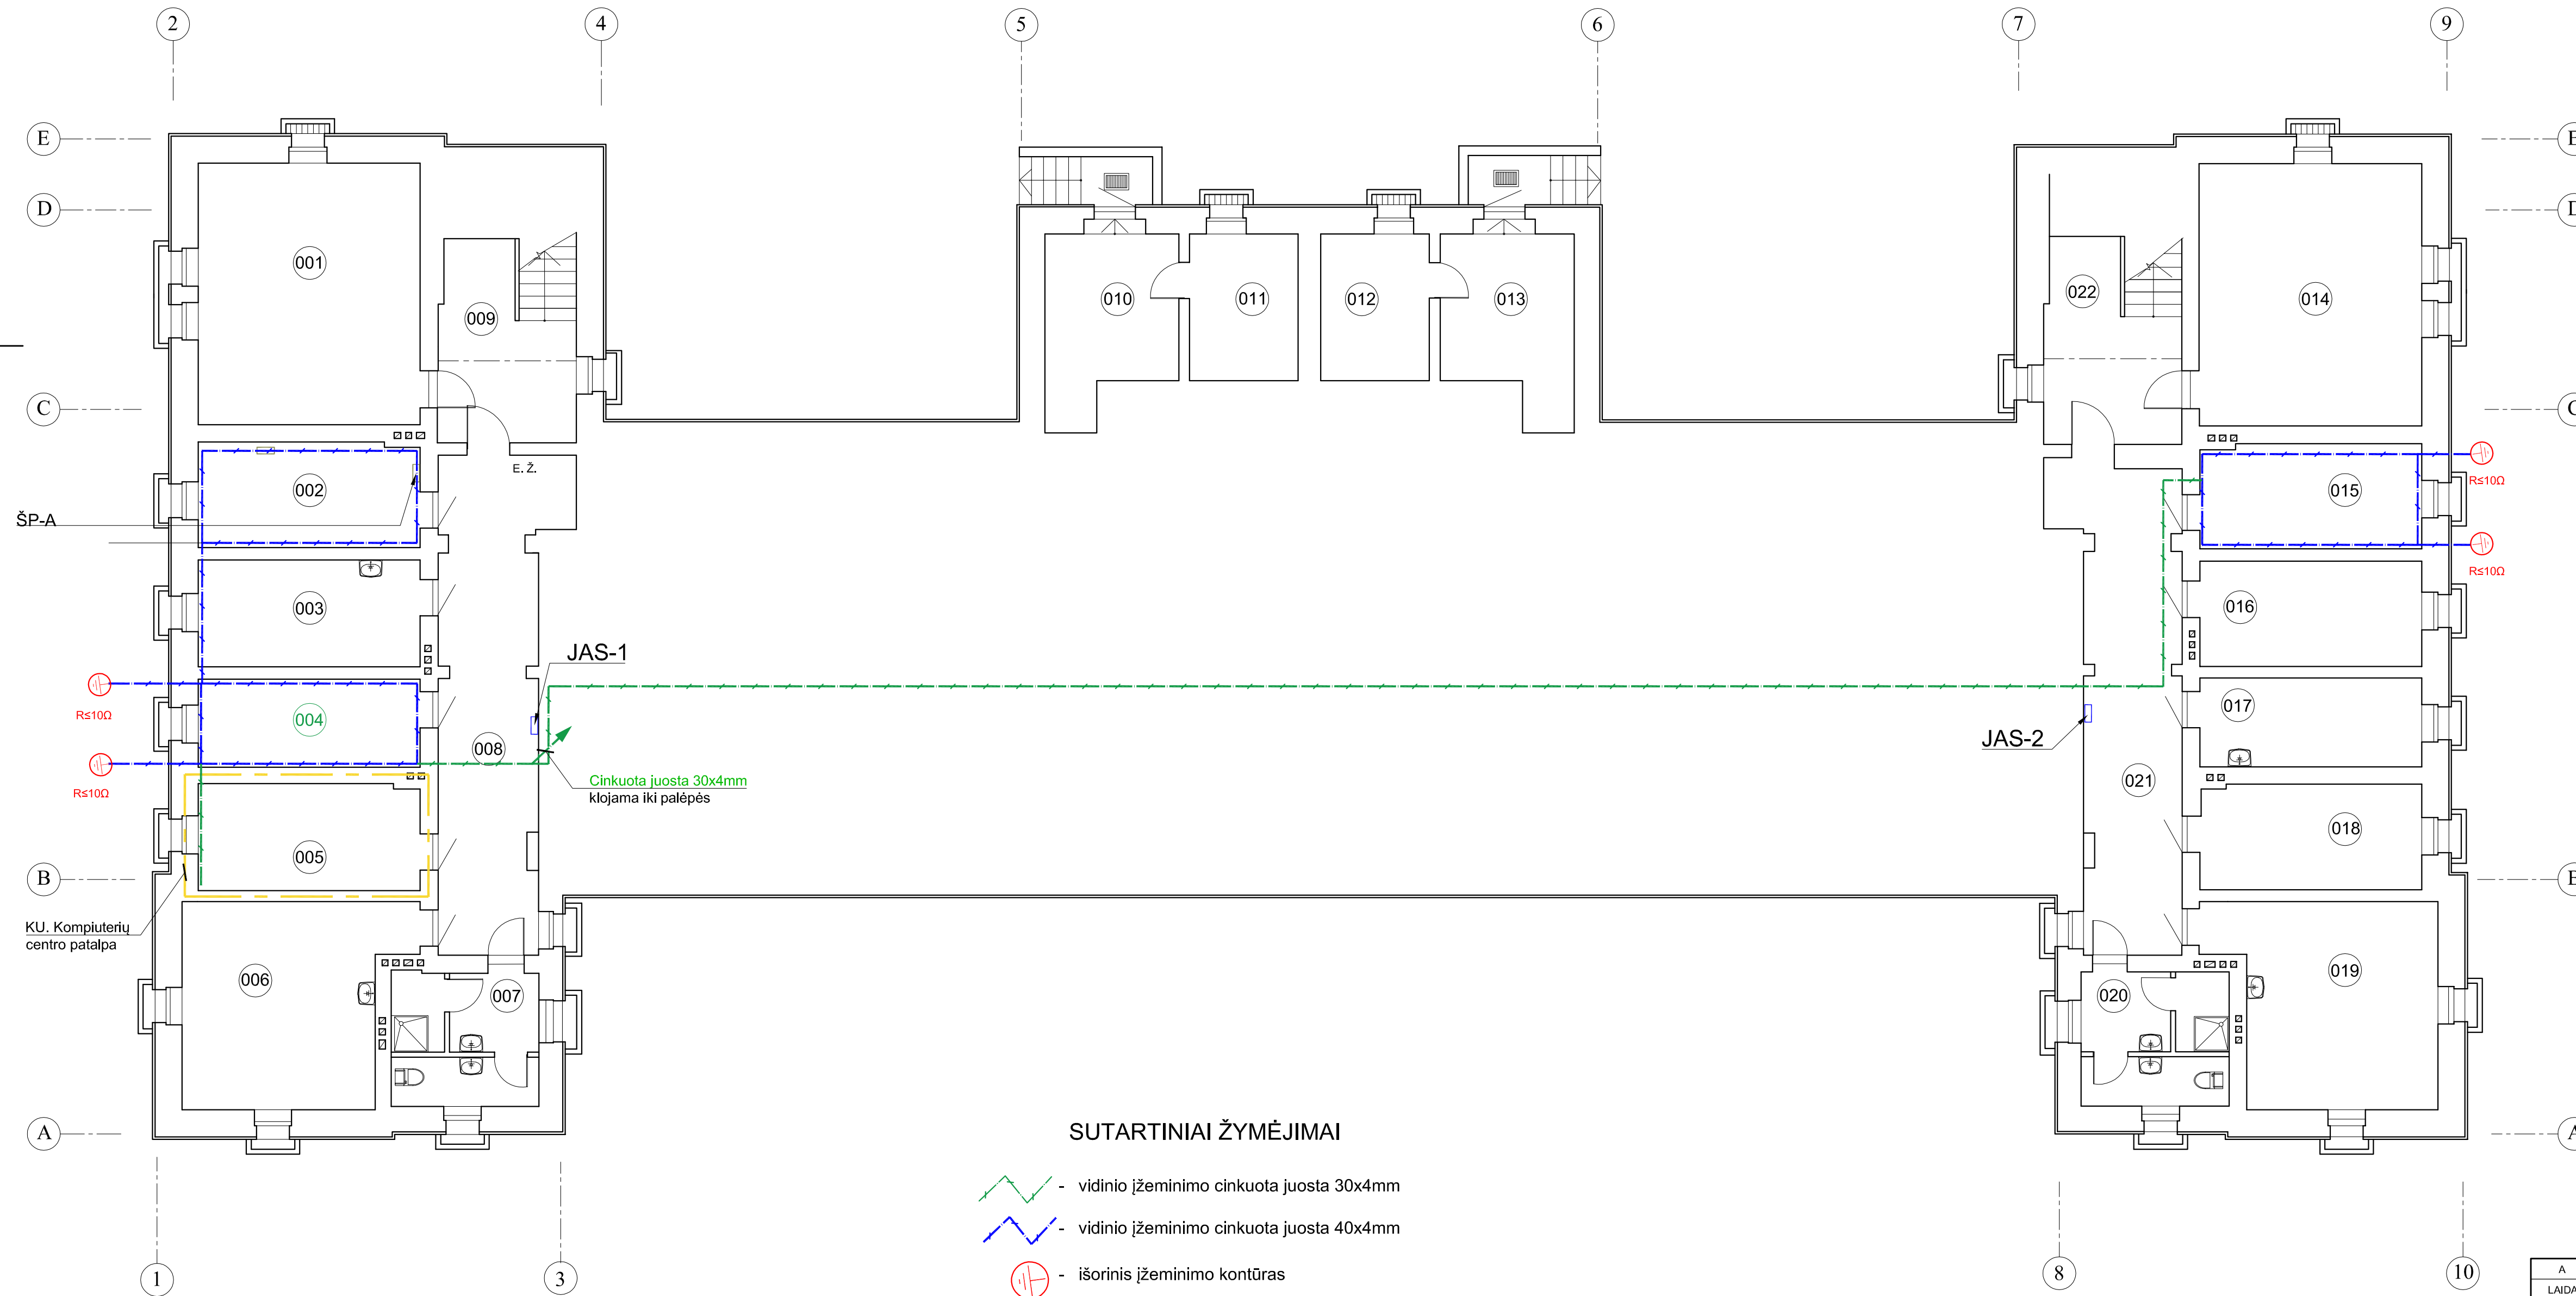 2
4
5
6
7
9
E
D
C
B
A
001
002
003
004
005
006
007
008
009
010
011
012
013
014
015
016
017
018
019
020
021
022
E. Ž.
ŠP-A
R≤10Ω
R≤10Ω
R≤10Ω
R≤10Ω
JAS-1
JAS-2
Cinkuota juosta 30x4mm
klojama iki palėpės
KU. Kompiuterių
centro patalpa
D
A
SUTARTINIAI ŽYMĖJIMAI
- vidinio įžeminimo cinkuota juosta 30x4mm
- vidinio įžeminimo cinkuota juosta 40x4mm
- išorinis įžeminimo kontūras
1
3
8
10
A
LAIDA